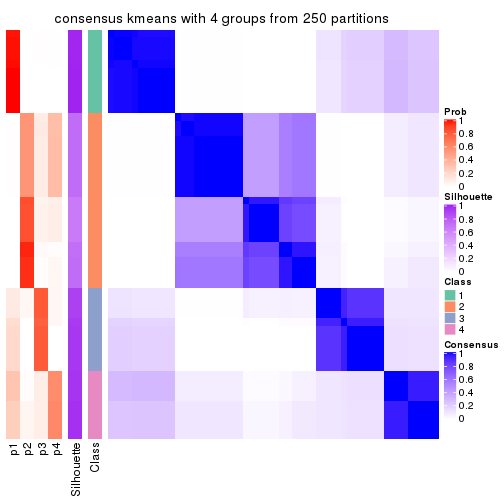 consensus kmeans with 4 groups from 250 partitions
Prob
1
0.8
0.6
0.4
0.2
0
Silhouette
1
0.8
0.6
0.4
0.2
0
Class
1
2
3
4
Consensus
1
0.8
0.6
0.4
0.2
0
p1
p2
p3
p4
Silhouette
Class